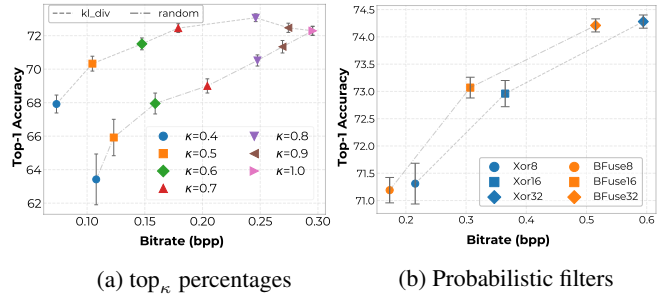 kl_div random
Top-1 Accuracy
72
70
68
66
64
62
κ=0.4 κ=0.8
κ=0.5 κ=0.9
κ=0.6 κ=1.0
κ=0.7
0.10 0.15 0.20 0.25 0.30
Bitrate (bpp)
(a) topκ percentages
Top-1 Accuracy
74.5
74.0
73.5
73.0
72.5
72.0
71.5
71.0
Xor8 BFuse8
Xor16 BFuse16
Xor32 BFuse32
0.2 0.3 0.4 0.5 0.6
Bitrate (bpp)
(b) Probabilistic filters